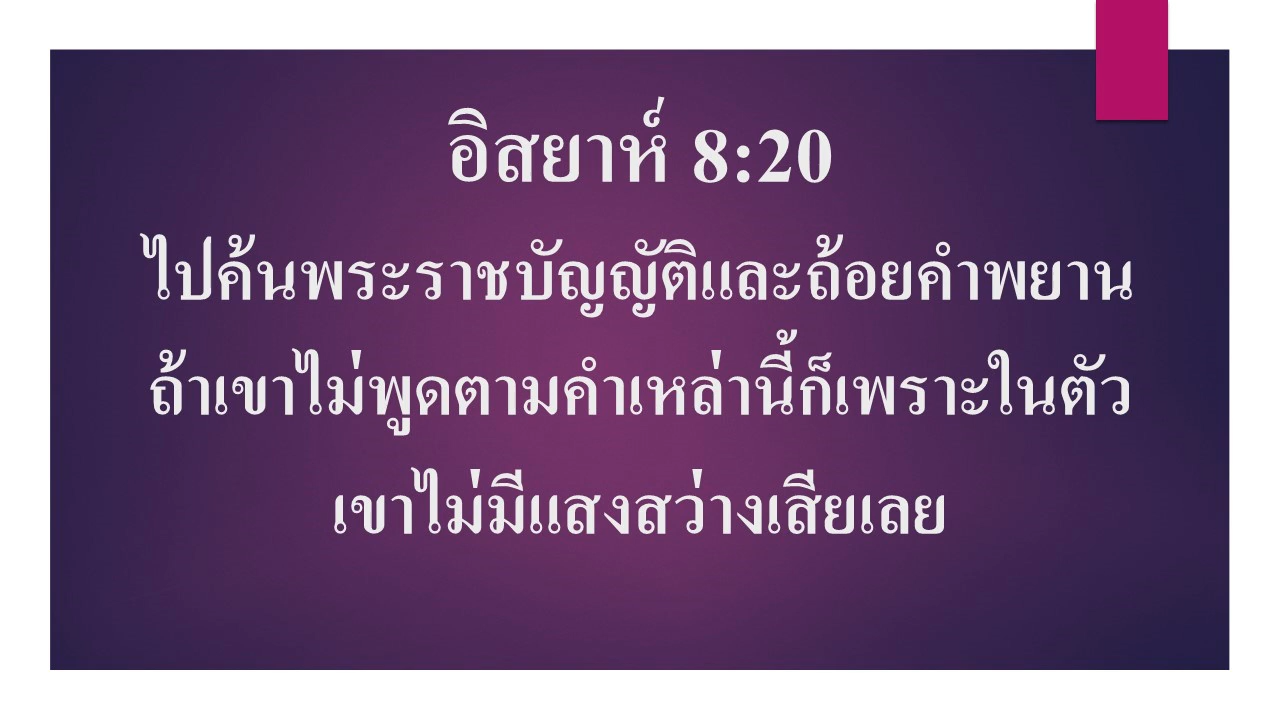 อิสยาห์ 8:20
ไปค้นพระราชบัญญัติและถ้อยคำพยาน
ถ้าเขาไม่พูดตามคำเหล่านี้ก็เพราะในตัว
เขาไม่มีแสงสว่างเสียเลย